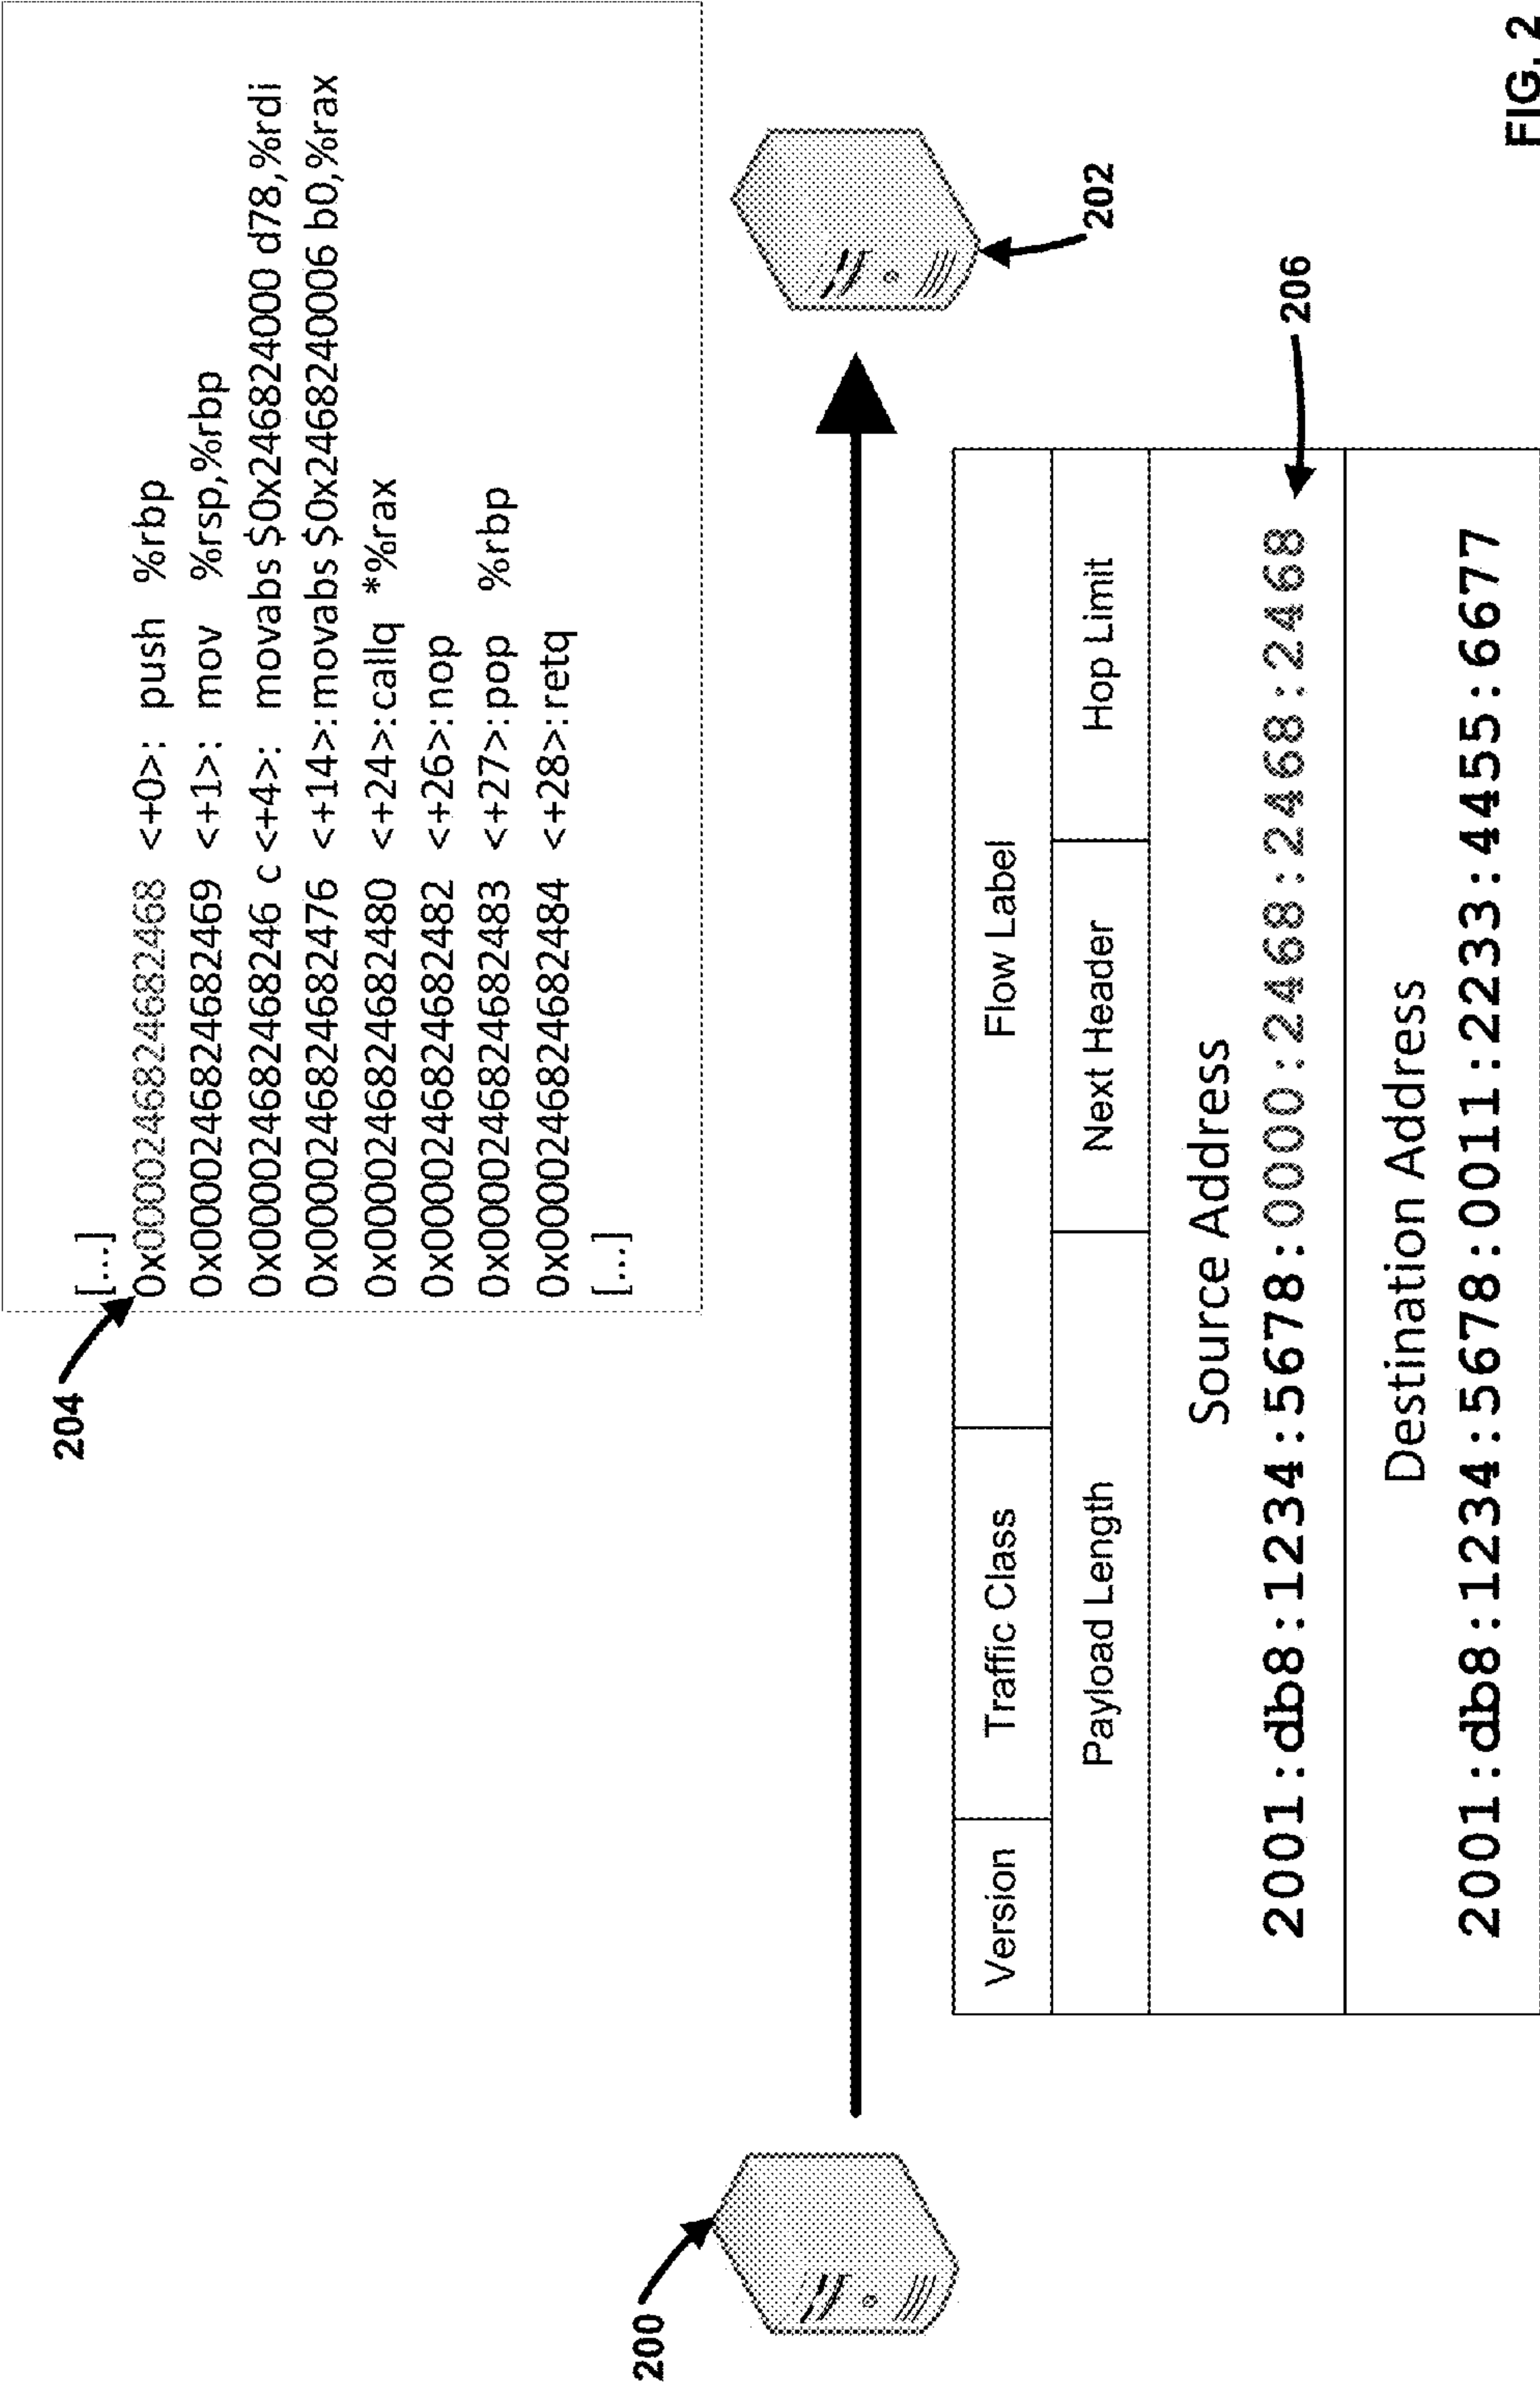 204
[...]
0x0000246824682468 <+0>: push %rbp
0x0000246824682469 <+1>: mov %rsp,%rbp
0x000024682468246 c <+4>: movabs $0x246824000 d78,%rdi
0x0000246824682476 <+14>:movabs $0x2468240006 b0,%rax
0x0000246824682480 <+24>:callq *%rax
0x0000246824682482 <+26>:nop
0x0000246824682483 <+27>:pop %rbp
0x0000246824682484 <+28>:retq
[...]
200
202
Version
Traffic Class
Flow Label
Payload Length
Next Header
Hop Limit
Source Address
2001:db8:1234:5678:0000:2468:2468:2468
206
Destination Address
2001:db8:1234:5678:0011:2233:4455:6677
FIG. 2